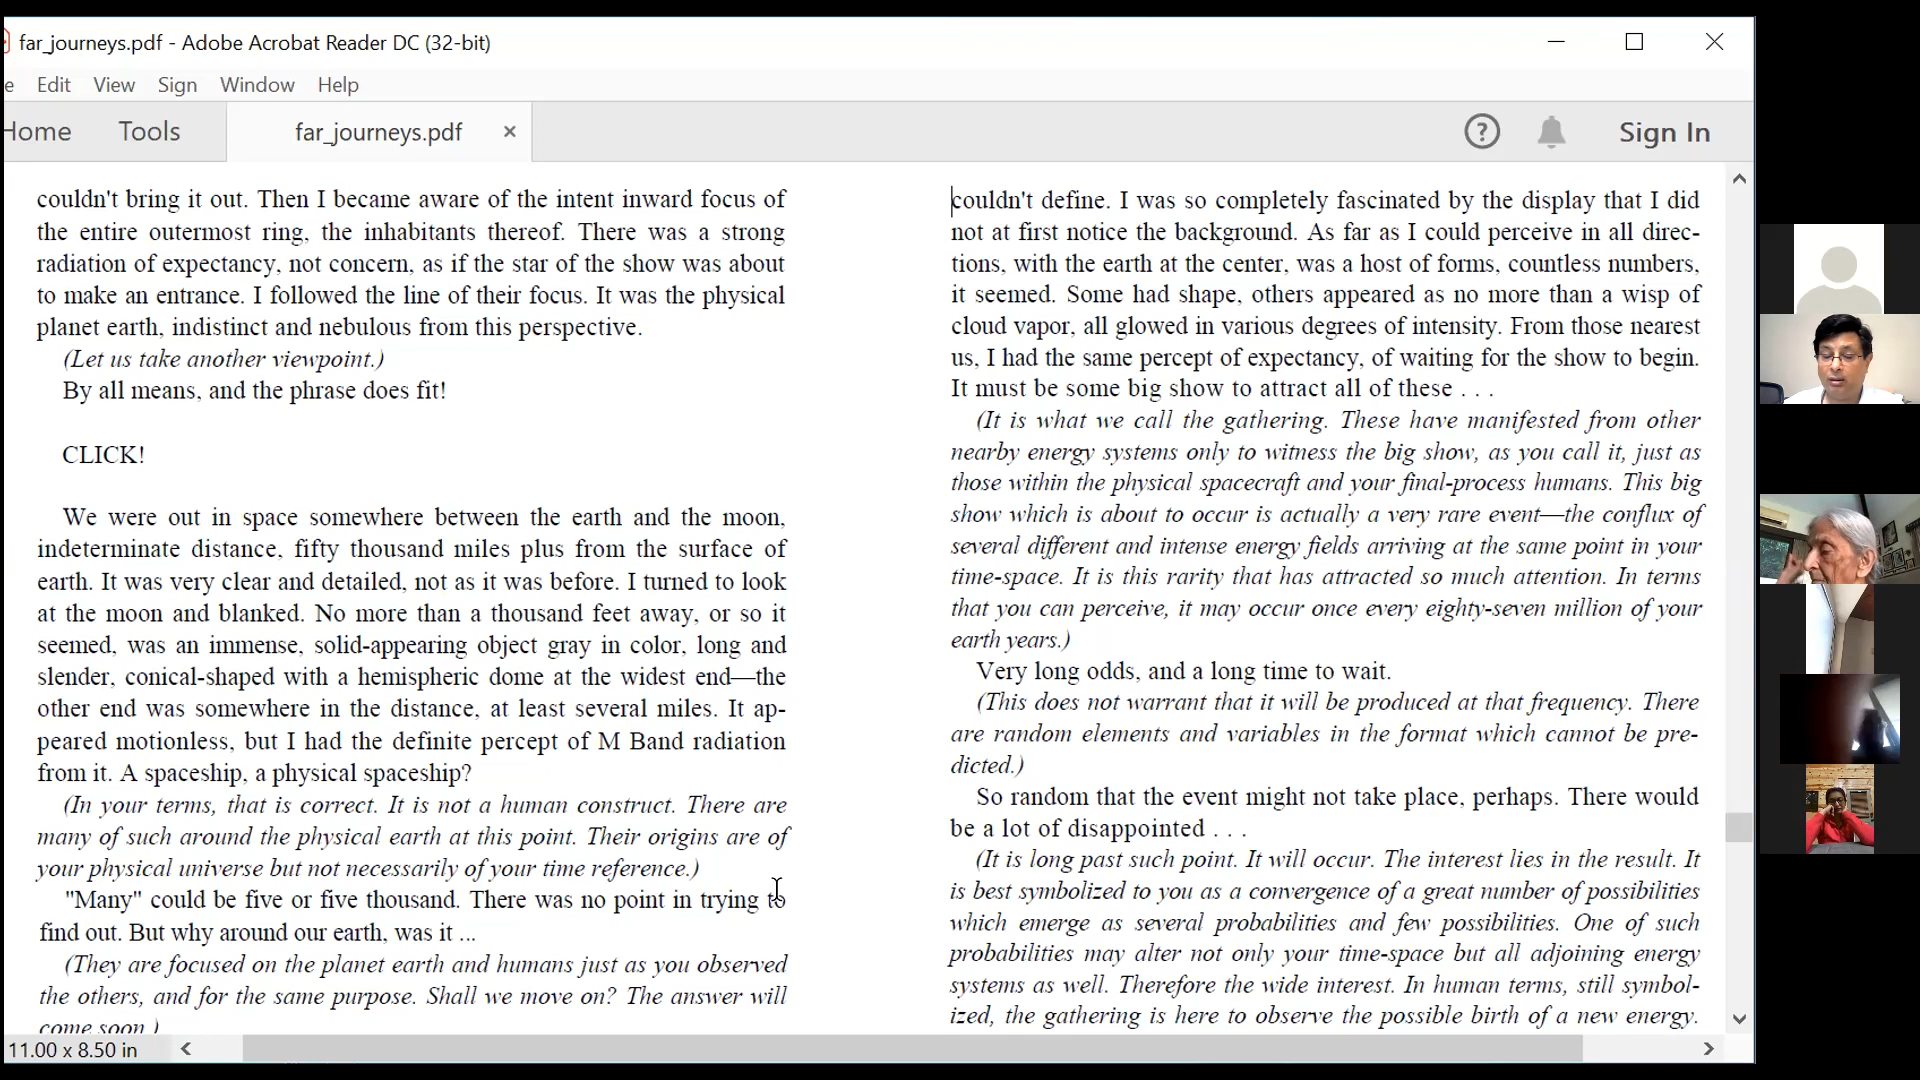 far_journeys.pdf - Adobe Acrobat Reader DC (32-bit)
e Edit View Sign Window Help
Home Tools far_journeys.pdf × ? Sign In
couldn't bring it out. Then I became aware of the intent inward focus of
the entire outermost ring, the inhabitants thereof. There was a strong
radiation of expectancy, not concern, as if the star of the show was about
to make an entrance. I followed the line of their focus. It was the physical
planet earth, indistinct and nebulous from this perspective.
(Let us take another viewpoint.)
By all means, and the phrase does fit!
CLICK!
We were out in space somewhere between the earth and the moon,
indeterminate distance, fifty thousand miles plus from the surface of
earth. It was very clear and detailed, not as it was before. I turned to look
at the moon and blanked. No more than a thousand feet away, or so it
seemed, was an immense, solid-appearing object gray in color, long and
slender, conical-shaped with a hemispheric dome at the widest end—the
other end was somewhere in the distance, at least several miles. It ap-
peared motionless, but I had the definite percept of M Band radiation
from it. A spaceship, a physical spaceship?
(In your terms, that is correct. It is not a human construct. There are
many of such around the physical earth at this point. Their origins are of
your physical universe but not necessarily of your time reference.)
"Many" could be five or five thousand. There was no point in trying to
find out. But why around our earth, was it ...
(They are focused on the planet earth and humans just as you observed
the others, and for the same purpose. Shall we move on? The answer will
come soon.)
couldn't define. I was so completely fascinated by the display that I did
not at first notice the background. As far as I could perceive in all direc-
tions, with the earth at the center, was a host of forms, countless numbers,
it seemed. Some had shape, others appeared as no more than a wisp of
cloud vapor, all glowed in various degrees of intensity. From those nearest
us, I had the same percept of expectancy, of waiting for the show to begin.
It must be some big show to attract all of these . . .
(It is what we call the gathering. These have manifested from other
nearby energy systems only to witness the big show, as you call it, just as
those within the physical spacecraft and your final-process humans. This big
show which is about to occur is actually a very rare event—the conflux of
several different and intense energy fields arriving at the same point in your
time-space. It is this rarity that has attracted so much attention. In terms
that you can perceive, it may occur once every eighty-seven million of your
earth years.)
Very long odds, and a long time to wait.
(This does not warrant that it will be produced at that frequency. There
are random elements and variables in the format which cannot be pre-
dicted.)
So random that the event might not take place, perhaps. There would
be a lot of disappointed . . .
(It is long past such point. It will occur. The interest lies in the result. It
is best symbolized to you as a convergence of a great number of possibilities
which emerge as several probabilities and few possibilities. One of such
probabilities may alter not only your time-space but all adjoining energy
systems as well. Therefore the wide interest. In human terms, still symbol-
ized, the gathering is here to observe the possible birth of a new energy.
11.00 x 8.50 in